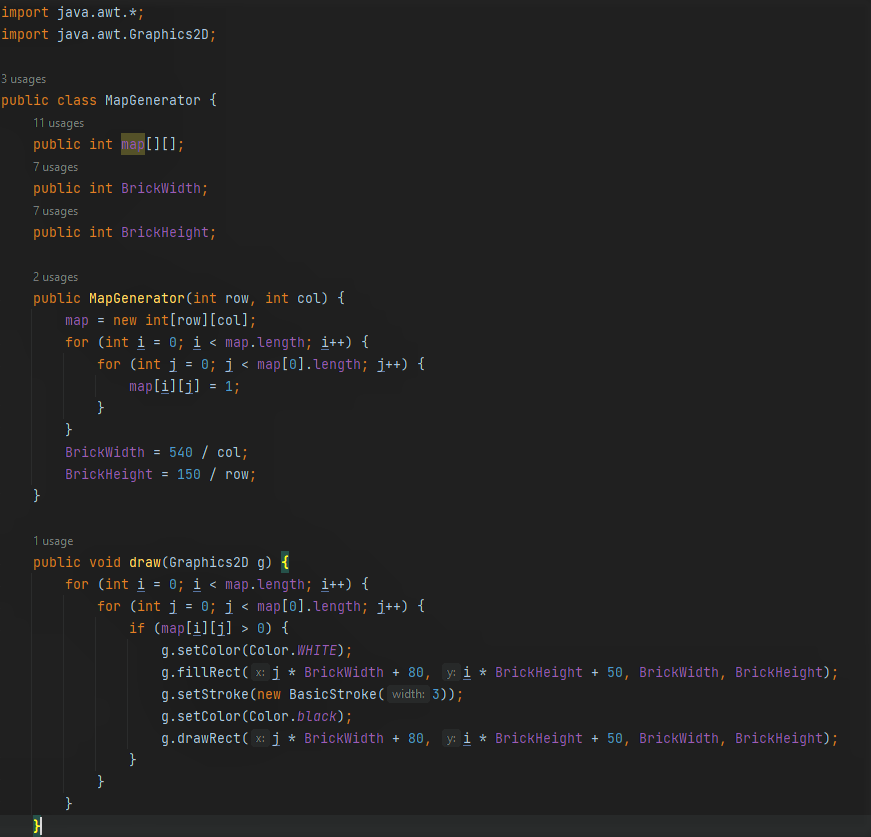 import java.awt.*;
import java.awt.Graphics2D;
3 usages
public class MapGenerator {
11 usages
public int map[][];
7 usages
public int BrickWidth;
7 usages
public int BrickHeight;
2 usages
public MapGenerator(int row, int col) {
map = new int[row][col];
for (int i = 0; i < map.length; i++) {
for (int j = 0; j < map[0].length; j++) {
map[i][j] = 1;
}
}
BrickWidth = 540 / col;
BrickHeight = 150 / row;
}
1 usage
public void draw(Graphics2D g) {
for (int i = 0; i < map.length; i++) {
for (int j = 0; j < map[0].length; j++) {
if (map[i][j] > 0) {
g.setColor(Color.WHITE);
g.fillRect( x: j * BrickWidth + 80, y: i * BrickHeight + 50, BrickWidth, BrickHeight);
g.setStroke(new BasicStroke( width: 3));
g.setColor(Color.black);
g.drawRect( x: j * BrickWidth + 80, y: i * BrickHeight + 50, BrickWidth, BrickHeight);
}
}
}
}